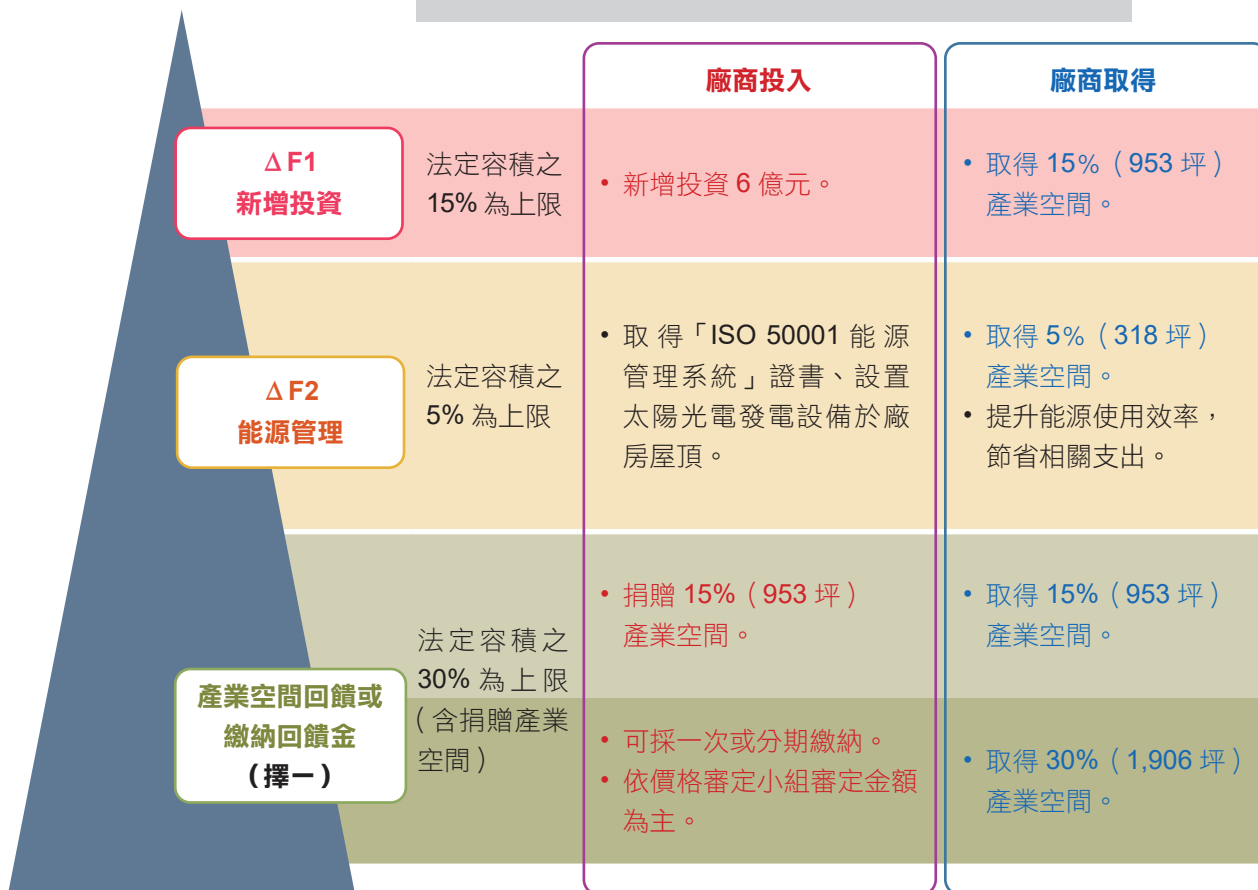 廠商投入
廠商取得
Δ F1
新增投資
法定容積之
15% 為上限
• 新增投資 6 億元。
• 取得 15%（953 坪）
產業空間。
Δ F2
能源管理
法定容積之
5% 為上限
• 取得「ISO 50001 能源
管理系統」證書、設置
太陽光電發電設備於廠
房屋頂。
• 取得 5%（318 坪）
產業空間。
• 提升能源使用效率，
節省相關支出。
產業空間回饋或
繳納回饋金
（擇一）
法定容積之
30% 為上限
（含捐贈產業
空間）
• 捐贈 15%（953 坪）
產業空間。
• 取得 15%（953 坪）
產業空間。
• 可採一次或分期繳納。
• 依價格審定小組審定金額
為主。
• 取得 30%（1,906 坪）
產業空間。